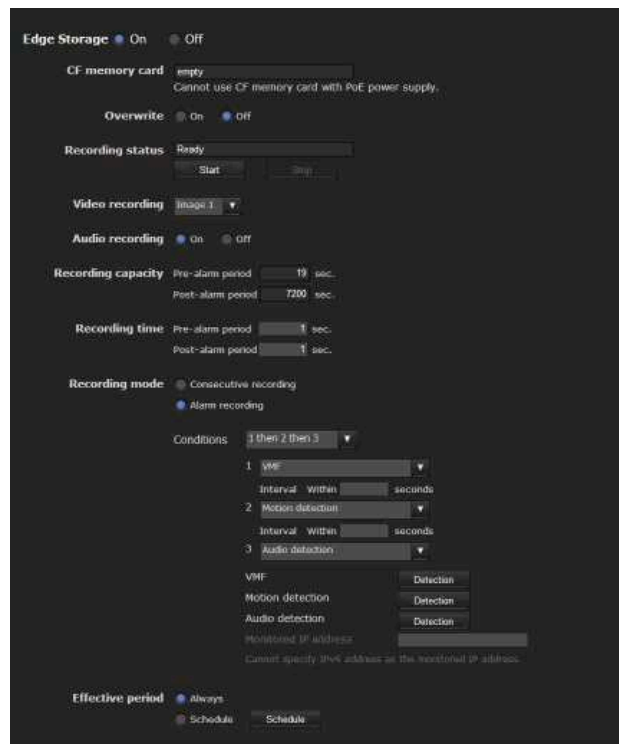 Edge Storage On Off
CF memory card empty
Cannot use CF memory card with PoE power supply.
Overwrite On Off
Recording status Ready
Start Stop
Video recording Image 1
Audio recording On Off
Recording capacity Pre-alarm period 19 sec.
Post-alarm period 7200 sec.
Recording time Pre-alarm period 1 sec.
Post-alarm period 1 sec.
Recording mode Consecutive recording
Alarm recording
Conditions 1 then 2 then 3
1 VMF
Interval Within seconds
2 Motion detection
Interval Within seconds
3 Audio detection
VMF Detection
Motion detection Detection
Audio detection Detection
Monitored IP address
Cannot specify IPv6 address as the monitored IP address.
Effective period Always
Schedule Schedule